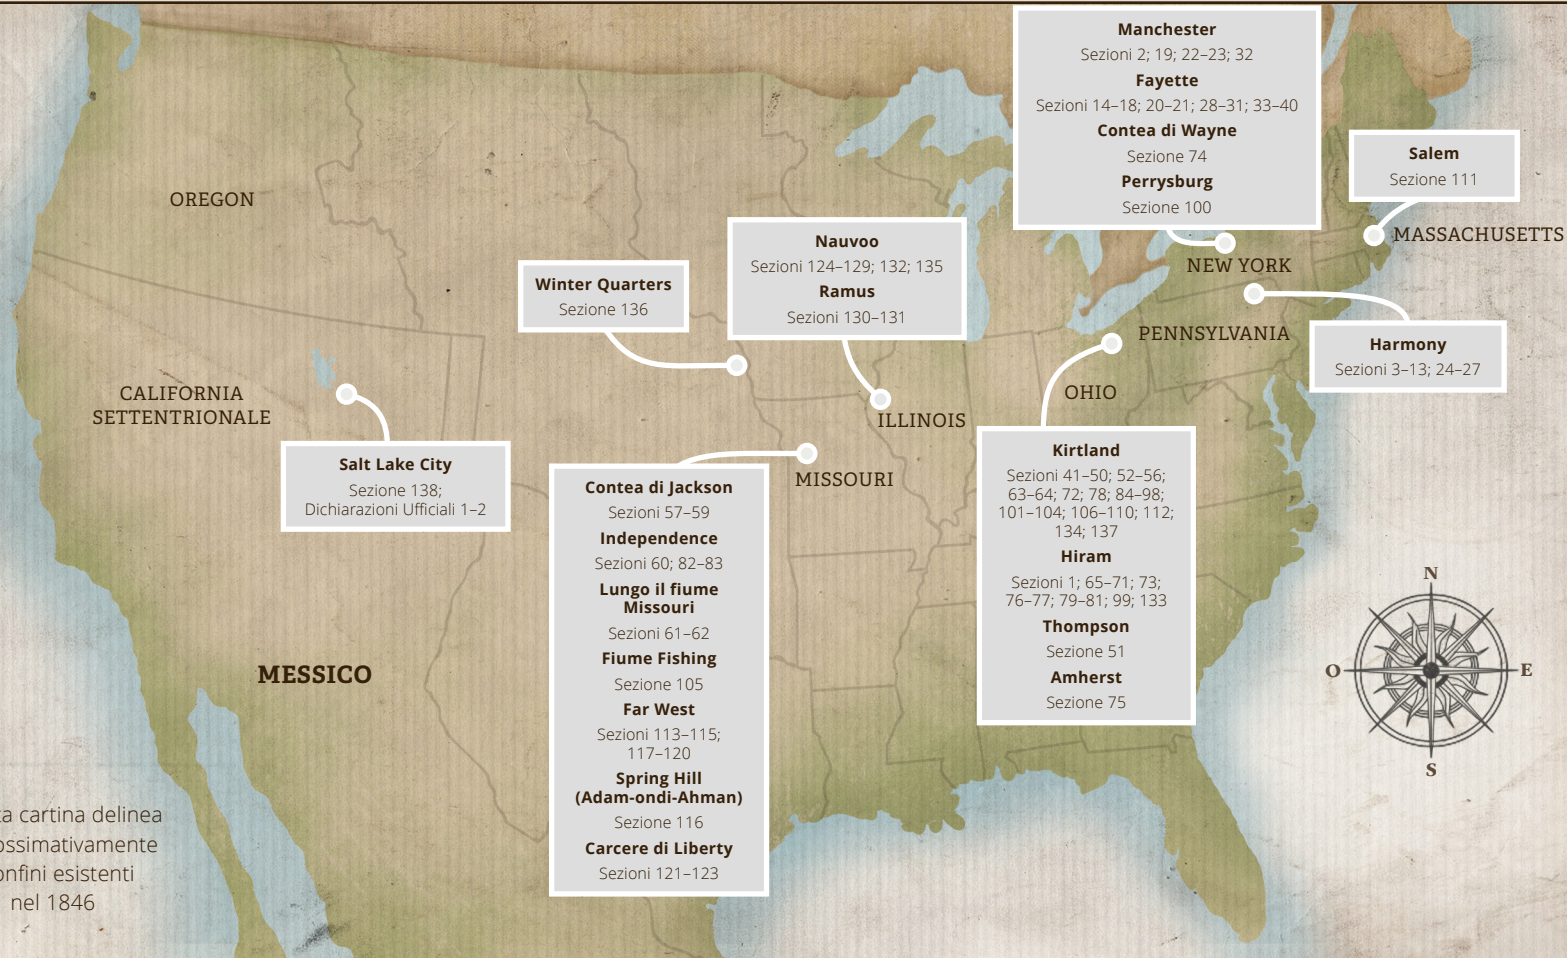 Manchester
Sezioni 2; 19; 22–23; 32
Fayette
Sezioni 14–18; 20–21; 28–31; 33–40
Contea di Wayne
Sezione 74
Perrysburg
Sezione 100
Salem
Sezione 111
MASSACHUSETTS
OREGON
NEW YORK
Nauvoo
Sezioni 124–129; 132; 135
Ramus
Sezioni 130–131
Winter Quarters
Sezione 136
PENNSYLVANIA
Harmony
Sezioni 3–13; 24–27
CALIFORNIA
SETTENTRIONALE
OHIO
ILLINOIS
Salt Lake City
Sezione 138;
Dichiarazioni Ufficiali 1–2
MISSOURI
Contea di Jackson
Sezioni 57–59
Independence
Sezioni 60; 82–83
Lungo il fiume
Missouri
Sezioni 61–62
Fiume Fishing
Sezione 105
Far West
Sezioni 113–115;
117–120
Spring Hill
(Adam-ondi-Ahman)
Sezione 116
Carcere di Liberty
Sezioni 121–123
Kirtland
Sezioni 41–50; 52–56;
63–64; 72; 78; 84–98;
101–104; 106–110; 112;
134; 137
Hiram
Sezioni 1; 65–71; 73;
76–77; 79–81; 99; 133
Thompson
Sezione 51
Amherst
Sezione 75
MESSICO
N
O
E
S
cartina delinea
esistenti
nel 1846